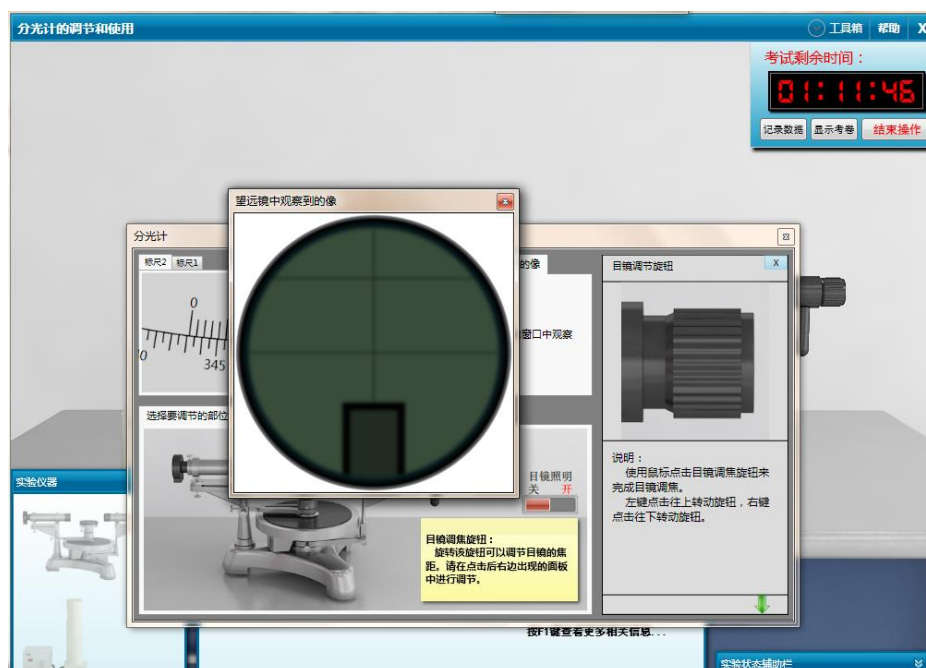 分光计的调节和使用
工具箱 帮助 X
考试剩余时间：
01:11:46
记录数据 显示考卷 结束操作
望远镜中观察到的像
分光计
标尺2 标尺1
的像
目镜调节旋钮
X
0
345
窗口中观察
选择要调节的部位
说明：
使用鼠标点击目镜调焦旋钮来
完成目镜调焦。
左键点击往上转动旋钮，右键
点击往下转动旋钮。
目镜照明
关 开
实验仪器
目镜调焦旋钮：
旋转该旋钮可以调节目镜的焦
距。请在点击后右边出现的面板
中进行调节。
按F1键查看更多相关信息...
实验状态辅助栏